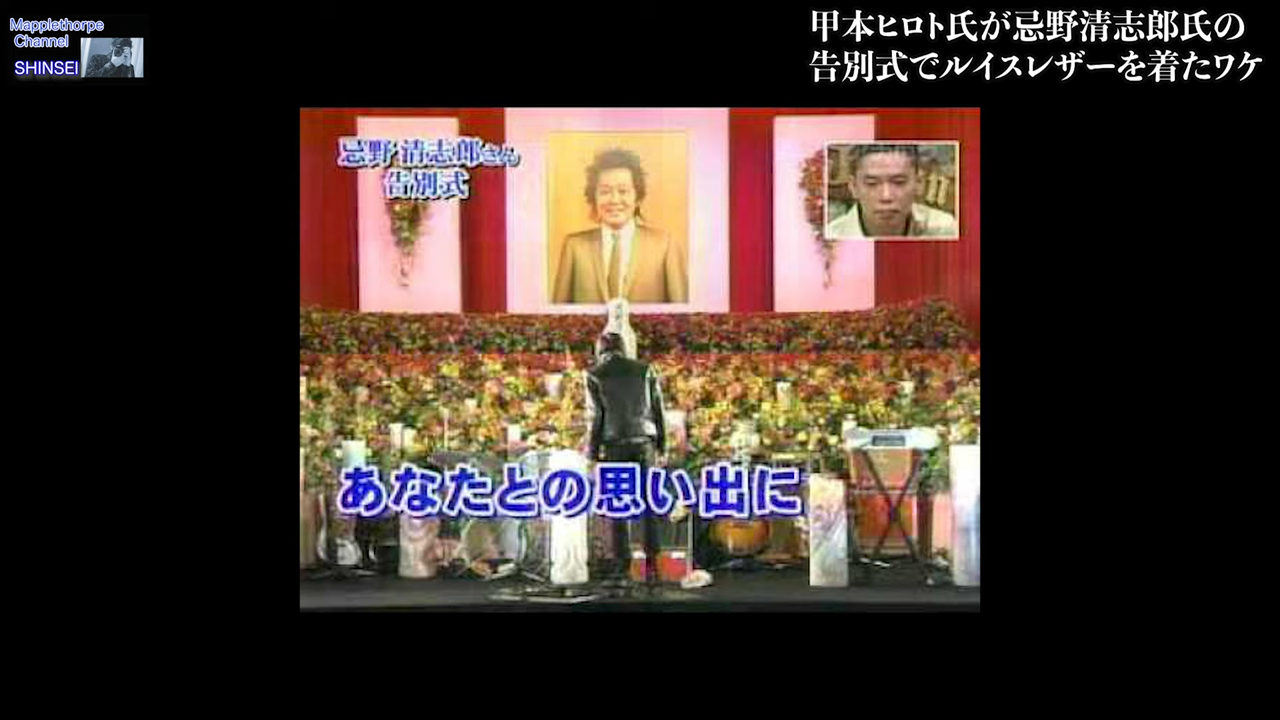 Mapplethorpe
Channel
SHINSEI
甲本ヒロト氏が忌野清志郎氏の
告別式でルイスレザーを着たワケ
忌野 清志郎さん
告別式
あなたとの思い出に